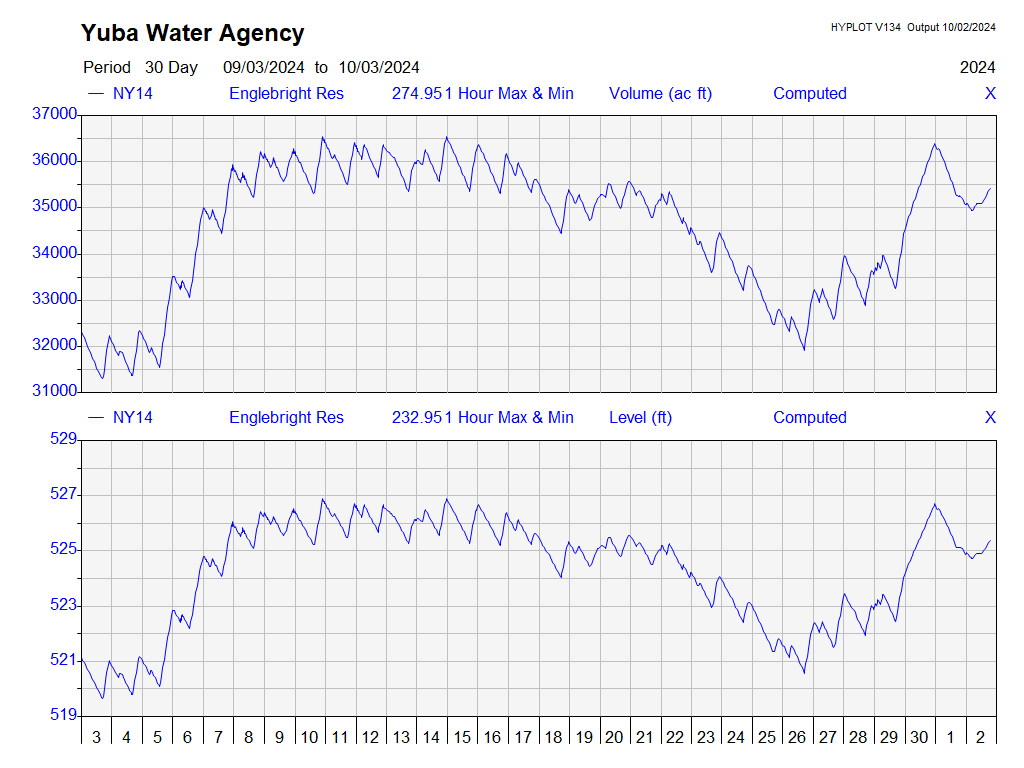 Yuba Water Agency
HYPLOT V134 Output 10/02/2024
Period 30 Day 09/03/2024 to 10/03/2024
2024
NY14 Englebright Res 274.951 Hour Max & Min Volume (ac ft) Computed X
37000
36000
35000
34000
33000
32000
31000
NY14 Englebright Res 232.951 Hour Max & Min Level (ft) Computed X
529
527
525
523
521
519
3 4 5 6 7 8 9 10 11 12 13 14 15 16 17 18 19 20 21 22 23 24 25 26 27 28 29 30 1 2